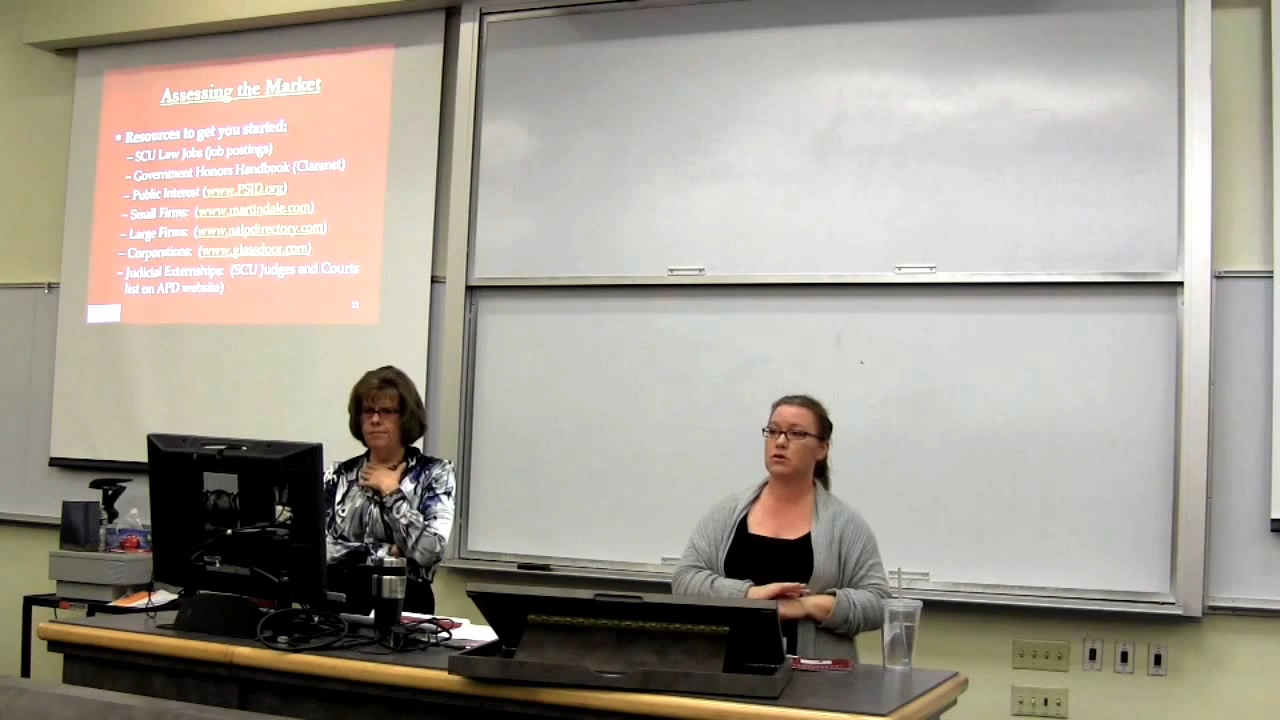 Assessing the Market
• Resources to get you started:
– SCU Law Jobs (job postings)
– Government Honors Handbook (Claranet)
– Public Interest (www.PSJD.org)
– Small Firms: (www.martindale.com)
– Large Firms: (www.nalpdirectory.com)
– Corporations: (www.glassdoor.com)
– Judicial Externships: (SCU Judges and Courts
list on APD website)